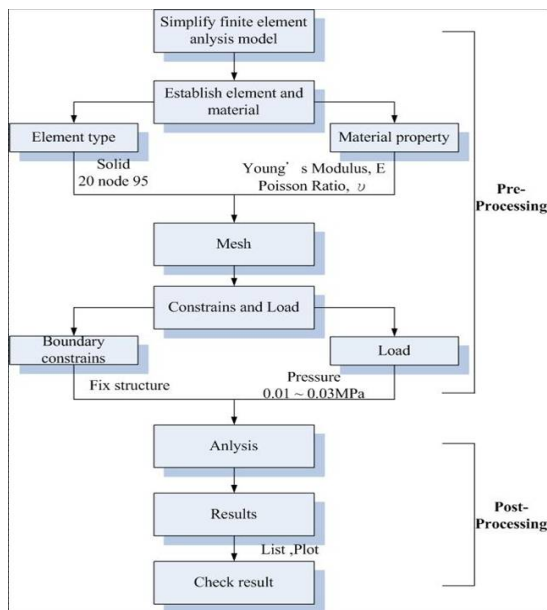 Simplify finite element
anlysis model
Establish element and
material
Element type
Material property
Solid
20 node 95
Young's Modulus, E
Poisson Ratio, υ
Pre-
Processing
Mesh
Constrains and Load
Boundary
constrains
Load
Fix structure
Pressure
0.01 ~ 0.03MPa
Anlysis
Results
List ,Plot
Check result
Post-
Processing